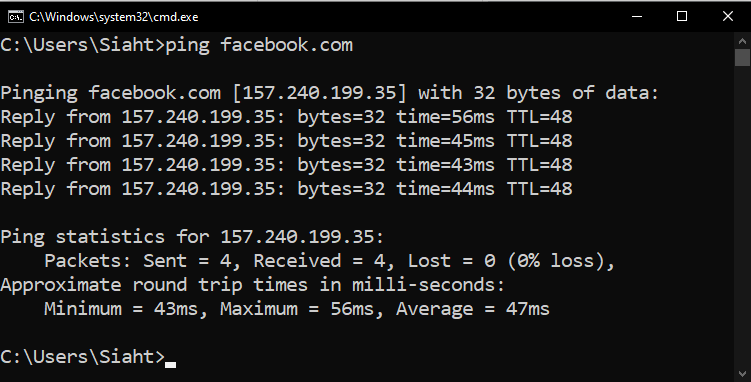 C:\Windows\system32\cmd.exe
C:\Users\Siaht>ping facebook.com
Pinging facebook.com [157.240.199.35] with 32 bytes of data:
Reply from 157.240.199.35: bytes=32 time=56ms TTL=48
Reply from 157.240.199.35: bytes=32 time=45ms TTL=48
Reply from 157.240.199.35: bytes=32 time=43ms TTL=48
Reply from 157.240.199.35: bytes=32 time=44ms TTL=48
Ping statistics for 157.240.199.35:
    Packets: Sent = 4, Received = 4, Lost = 0 (0% loss),
Approximate round trip times in milli-seconds:
    Minimum = 43ms, Maximum = 56ms, Average = 47ms
C:\Users\Siaht>